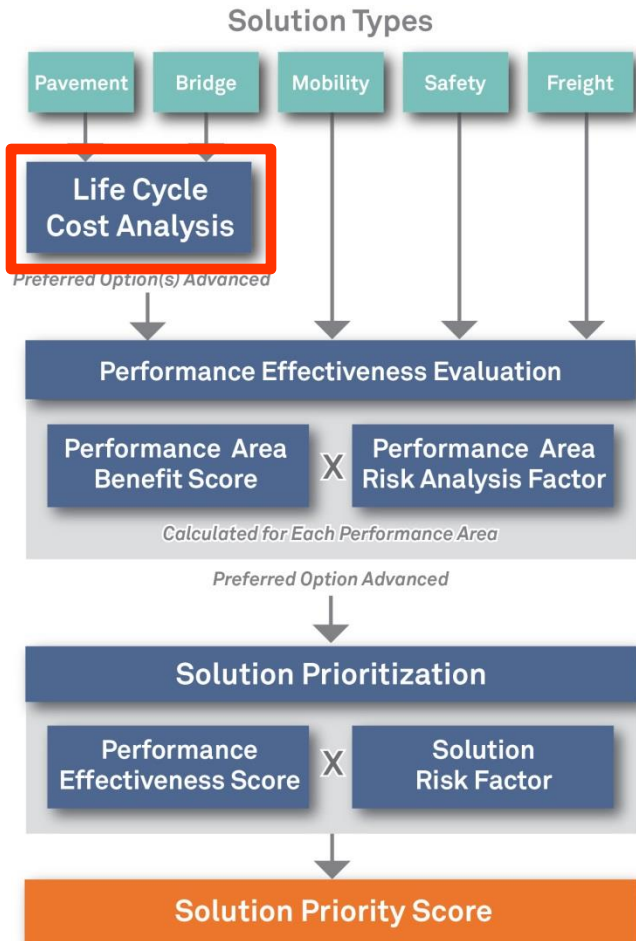 Solution Types
Pavement
Bridge
Mobility
Safety
Freight
Life Cycle
Cost Analysis
Preferred Option(s) Advanced
Performance Effectiveness Evaluation
Performance Area
Benefit Score
X
Performance Area
Risk Analysis Factor
Calculated for Each Performance Area
Preferred Option Advanced
Solution Prioritization
Performance
Effectiveness Score
X
Solution
Risk Factor
Solution Priority Score